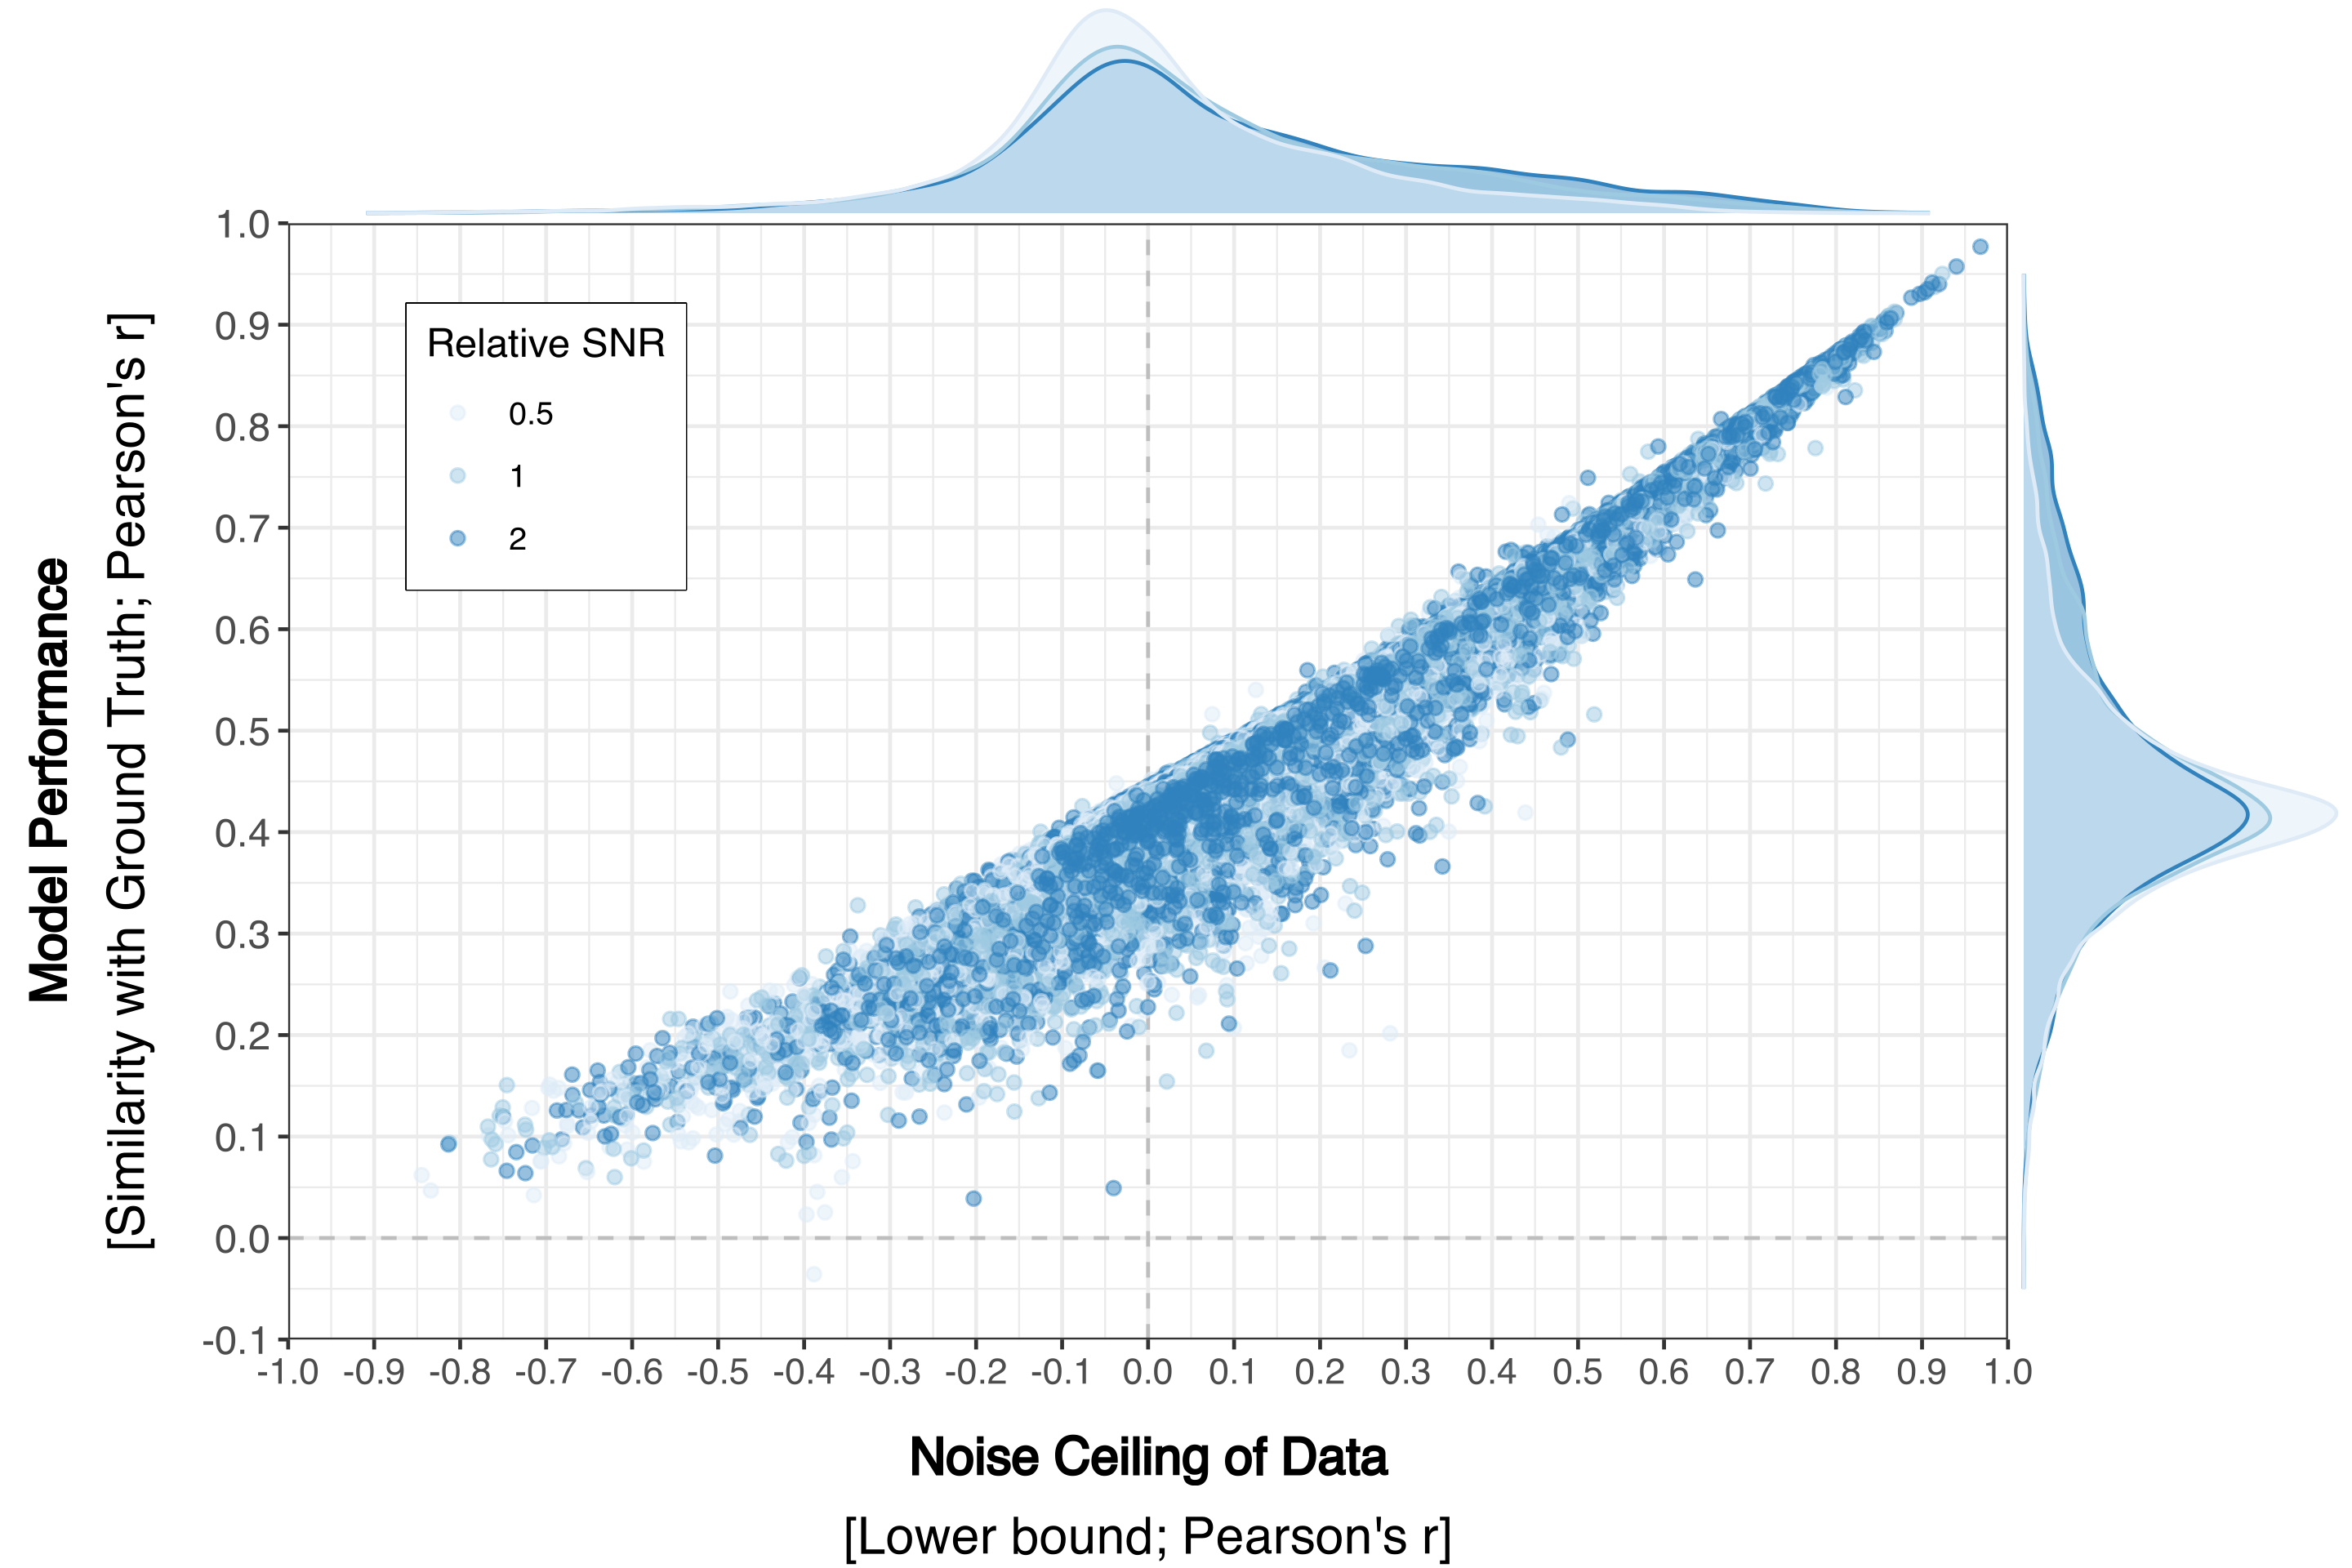 Model Performance
[Similarity with Ground Truth; Pearson's r]
1.0
0.9
0.8
0.7
0.6
0.5
0.4
0.3
0.2
0.1
0.0
-0.1
Relative SNR
0.5
1
2
-1.0 -0.9 -0.8 -0.7 -0.6 -0.5 -0.4 -0.3 -0.2 -0.1 0.0 0.1 0.2 0.3 0.4 0.5 0.6 0.7 0.8 0.9 1.0
Noise Ceiling of Data
[Lower bound; Pearson's r]